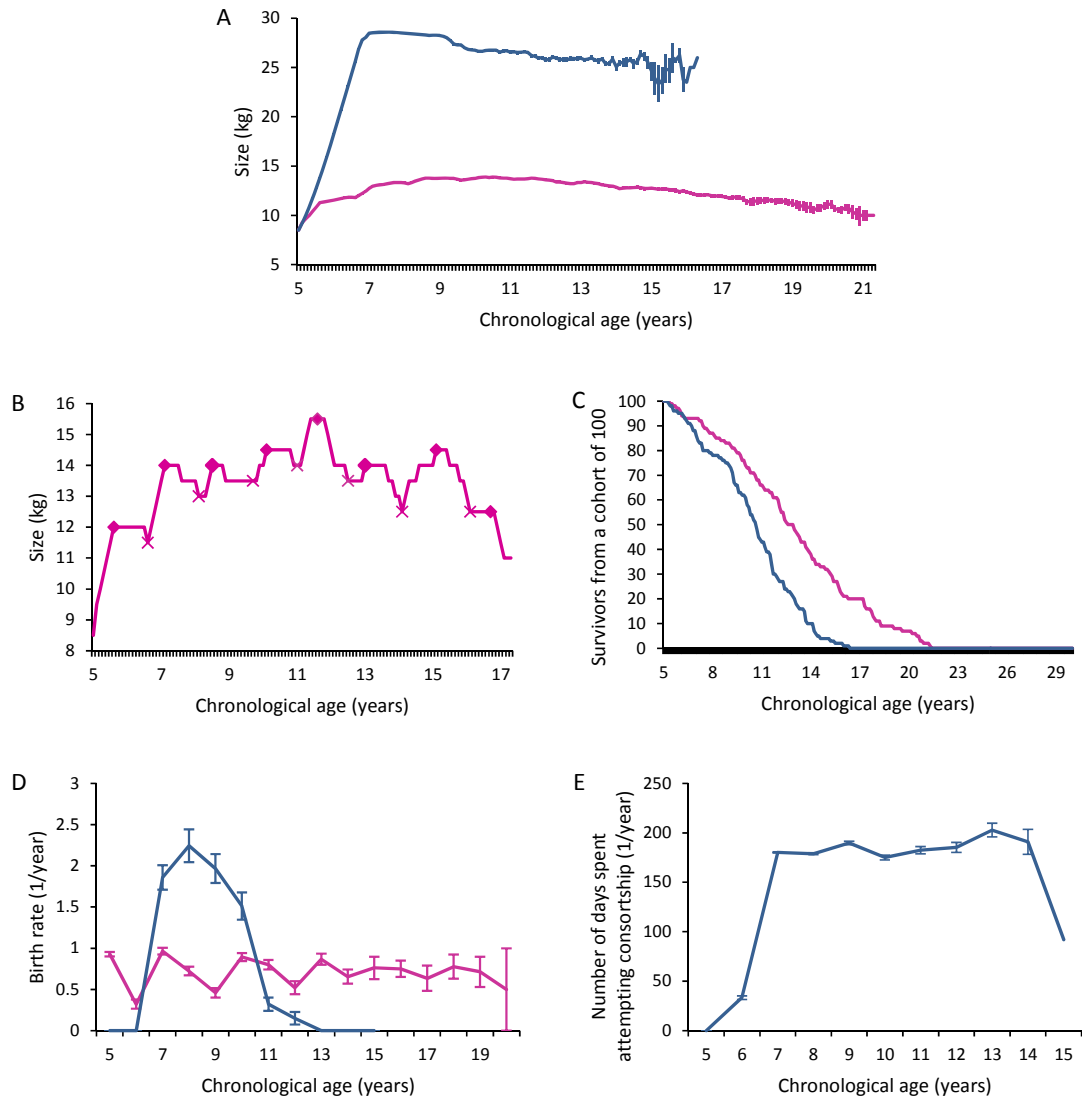 A
30
25
20
15
10
5
Size (kg)
5 7 9 11 13 15 17 19 21
Chronological age (years)
B
16
15
14
13
12
11
10
9
8
Size (kg)
5 7 9 11 13 15 17
Chronological age (years)
C
100
90
80
70
60
50
40
30
20
10
0
Survivors from a cohort of 100
5 8 11 14 17 20 23 26 29
Chronological age (years)
D
3
2.5
2
1.5
1
0.5
0
Birth rate (1/year)
5 7 9 11 13 15 17 19
Chronological age (years)
E
250
200
150
100
50
0
Number of days spent
attempting consortship (1/year)
5 6 7 8 9 10 11 12 13 14 15
Chronological age (years)